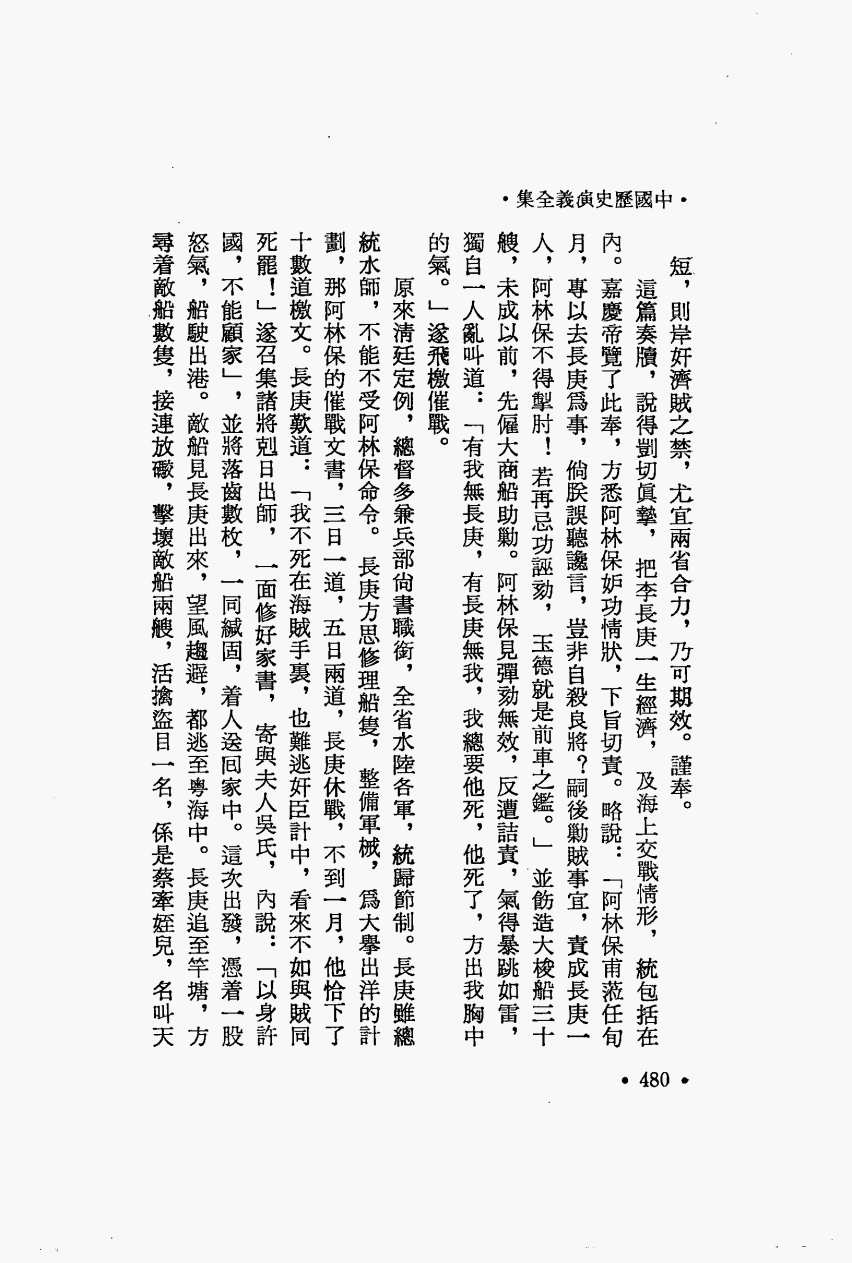 ·中國歷史演義全集·
短，則岸奸濟賊之禁，尤宜兩省合力，乃可期效。謹奉。
這篇奏牘，說得剴切眞摯，把李長庚一生經濟，及海上交戰情形，統包括在
內。嘉慶帝覽了此奉，方悉阿林保妒功情狀，下旨切責。略說：「阿林保甫蒞任旬
月，專以去長庚爲事，倘朕誤聽讒言，豈非自殺良將？嗣後勦賊事宜，責成長庚一
人，阿林保不得掣肘！若再忌功誣劾，玉德就是前車之鑑。」並飭造大梭船三十
艘，未成以前，先僱大商船助勦。阿林保見彈劾無效，反遭詰責，氣得暴跳如雷，
獨自一人亂叫道：「有我無長庚，有長庚無我，我總要他死，他死了，方出我胸中
的氣。」遂飛檄催戰。
原來淸廷定例，總督多兼兵部尙書職銜，全省水陸各軍，統歸節制。長庚雖總
統水師，不能不受阿林保命令。長庚方思修理船隻，整備軍械，爲大擧出洋的計
劃，那阿林保的催戰文書，三日一道，五日兩道，長庚休戰，不到一月，他恰下了
十數道檄文。長庚歎道：「我不死在海賊手裏，也難逃奸臣計中，看來不如與賊同
死罷！」遂召集諸將剋日出師，一面修好家書，寄與夫人吳氏，內說：「以身許
國，不能顧家」，並將落齒數枚，一同緘固，着人送回家中。這次出發，憑着一股
怒氣，船駛出港。敵船見長庚出來，望風趨避，都逃至粵海中。長庚追至竿塘，方
尋着敵船數隻，接連放礮，擊壞敵船兩艘，活擒盜目一名，係是蔡牽姪兒，名叫天
·480·